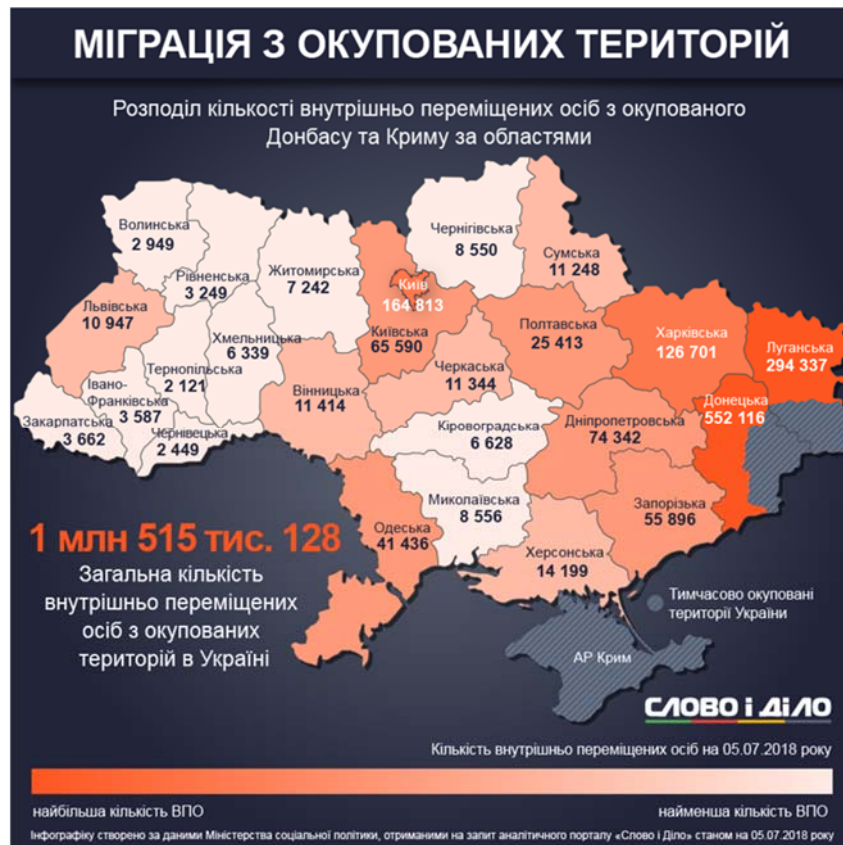 МІГРАЦІЯ З ОКУПОВАНИХ ТЕРИТОРІЙ
Розподіл кількості внутрішньо переміщених осіб з окупованого
Донбасу та Криму за областями
Волинська
2 949
Рівненська
3 249
Житомирська
7 242
Чернігівська
8 550
Сумська
11 248
Київ
164 813
Київська
65 590
Львівська
10 947
Хмельницька
6 339
Тернопільська
2 121
Івано-
Франківська
3 587
Закарпатська
3 662
Чернівецька
2 449
Вінницька
11 414
Черкаська
11 344
Полтавська
25 413
Харківська
126 701
Луганська
294 337
Донецька
552 116
Кіровоградська
6 628
Дніпропетровська
74 342
Миколаївська
8 556
Запорізька
55 896
Одеська
41 436
Херсонська
14 199
1 млн 515 тис. 128
Загальна кількість
внутрішньо переміщених
осіб з окупованих
територій в Україні
Тимчасово окуповані
території України
АР Крим
СЛОВО і ДіЛО
Кількість внутрішньо переміщених осіб на 05.07.2018 року
найбільша кількість ВПО
найменша кількість ВПО
Інфографіку створено за даними Міністерства соціальної політики, отриманими на запит аналітичного порталу «Слово і Діло» станом на 05.07.2018 року